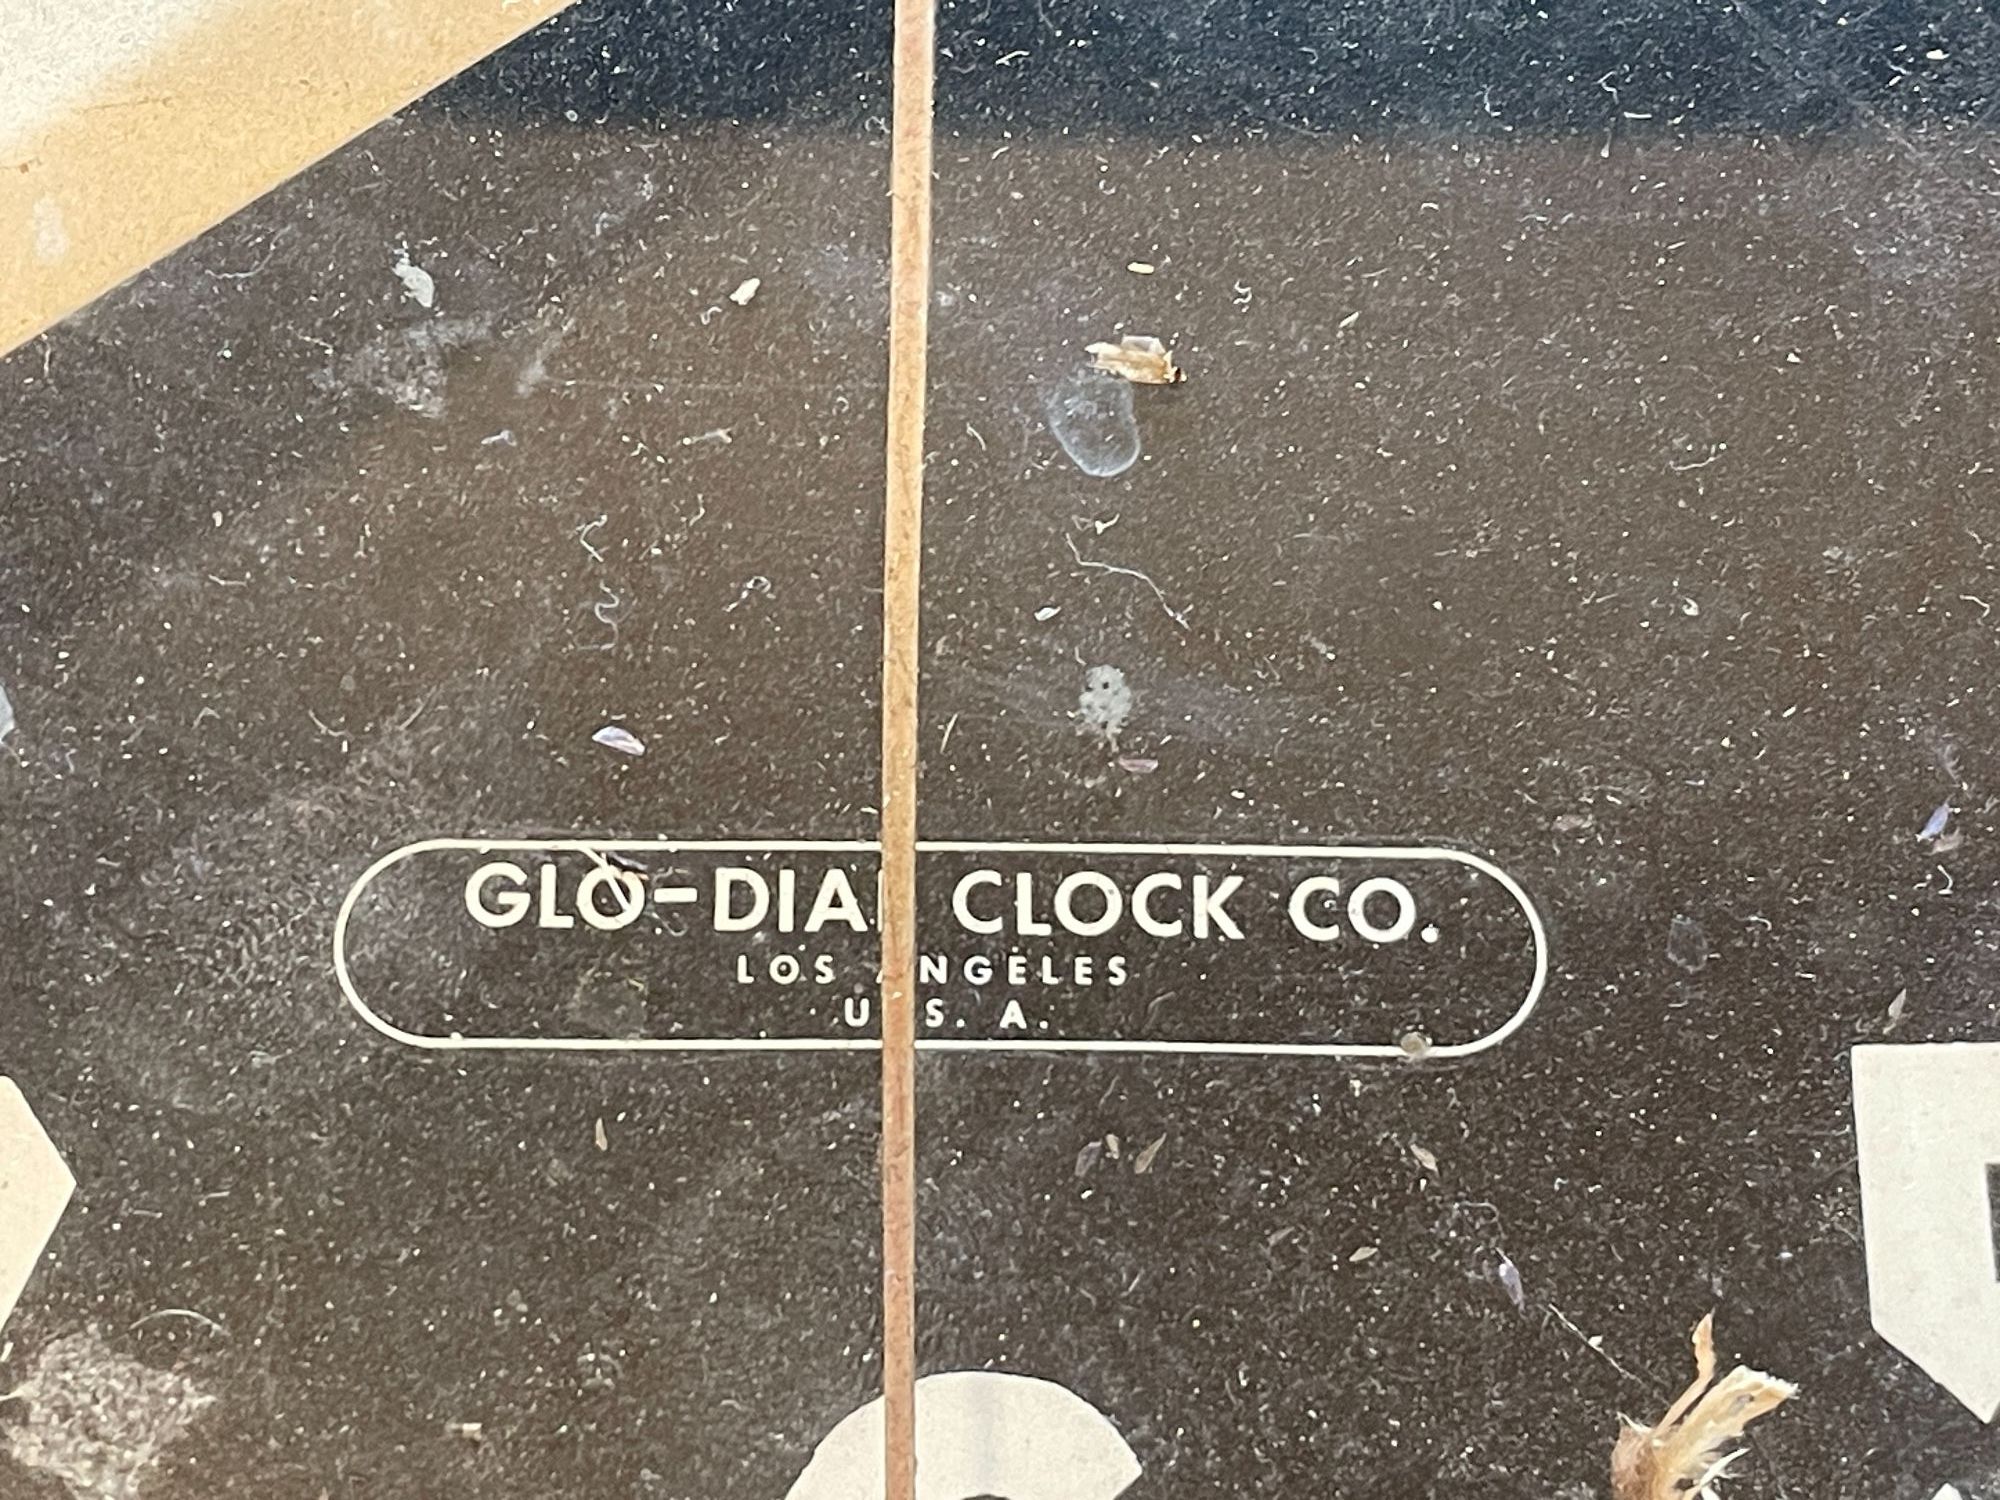 GLO-DIAL CLOCK CO.
LOS ANGELES
U. S. A.